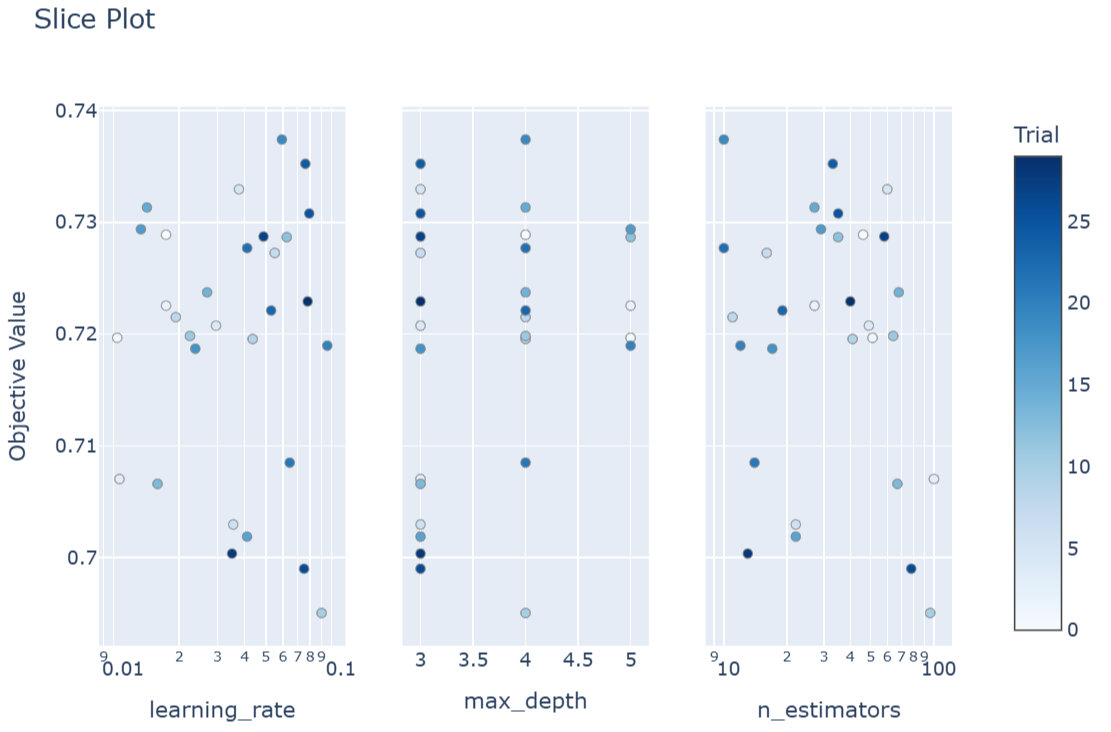 Slice Plot
Trial
Objective Value
0.74
0.73
0.72
0.71
0.7
9 0.01 2 3 4 5 6 7 8 9 0.1
learning_rate
3 3.5 4 4.5 5
max_depth
9 10 2 3 4 5 6 7 8 9 100
n_estimators
25
20
15
10
5
0